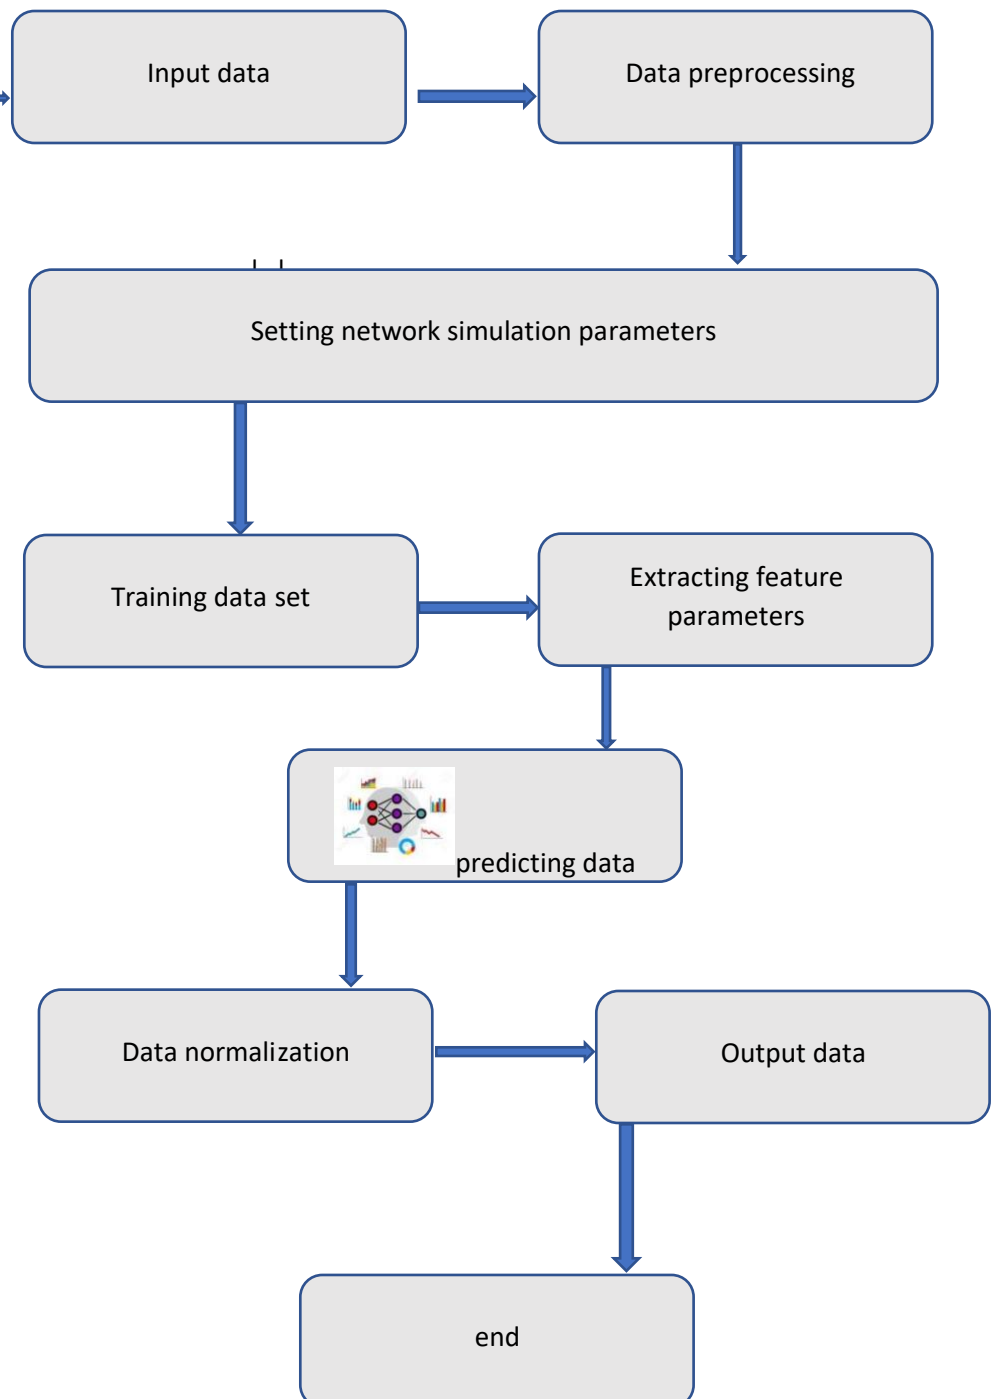 Input data
Data preprocessing
Setting network simulation parameters
Training data set
Extracting feature
parameters
predicting data
Data normalization
Output data
end